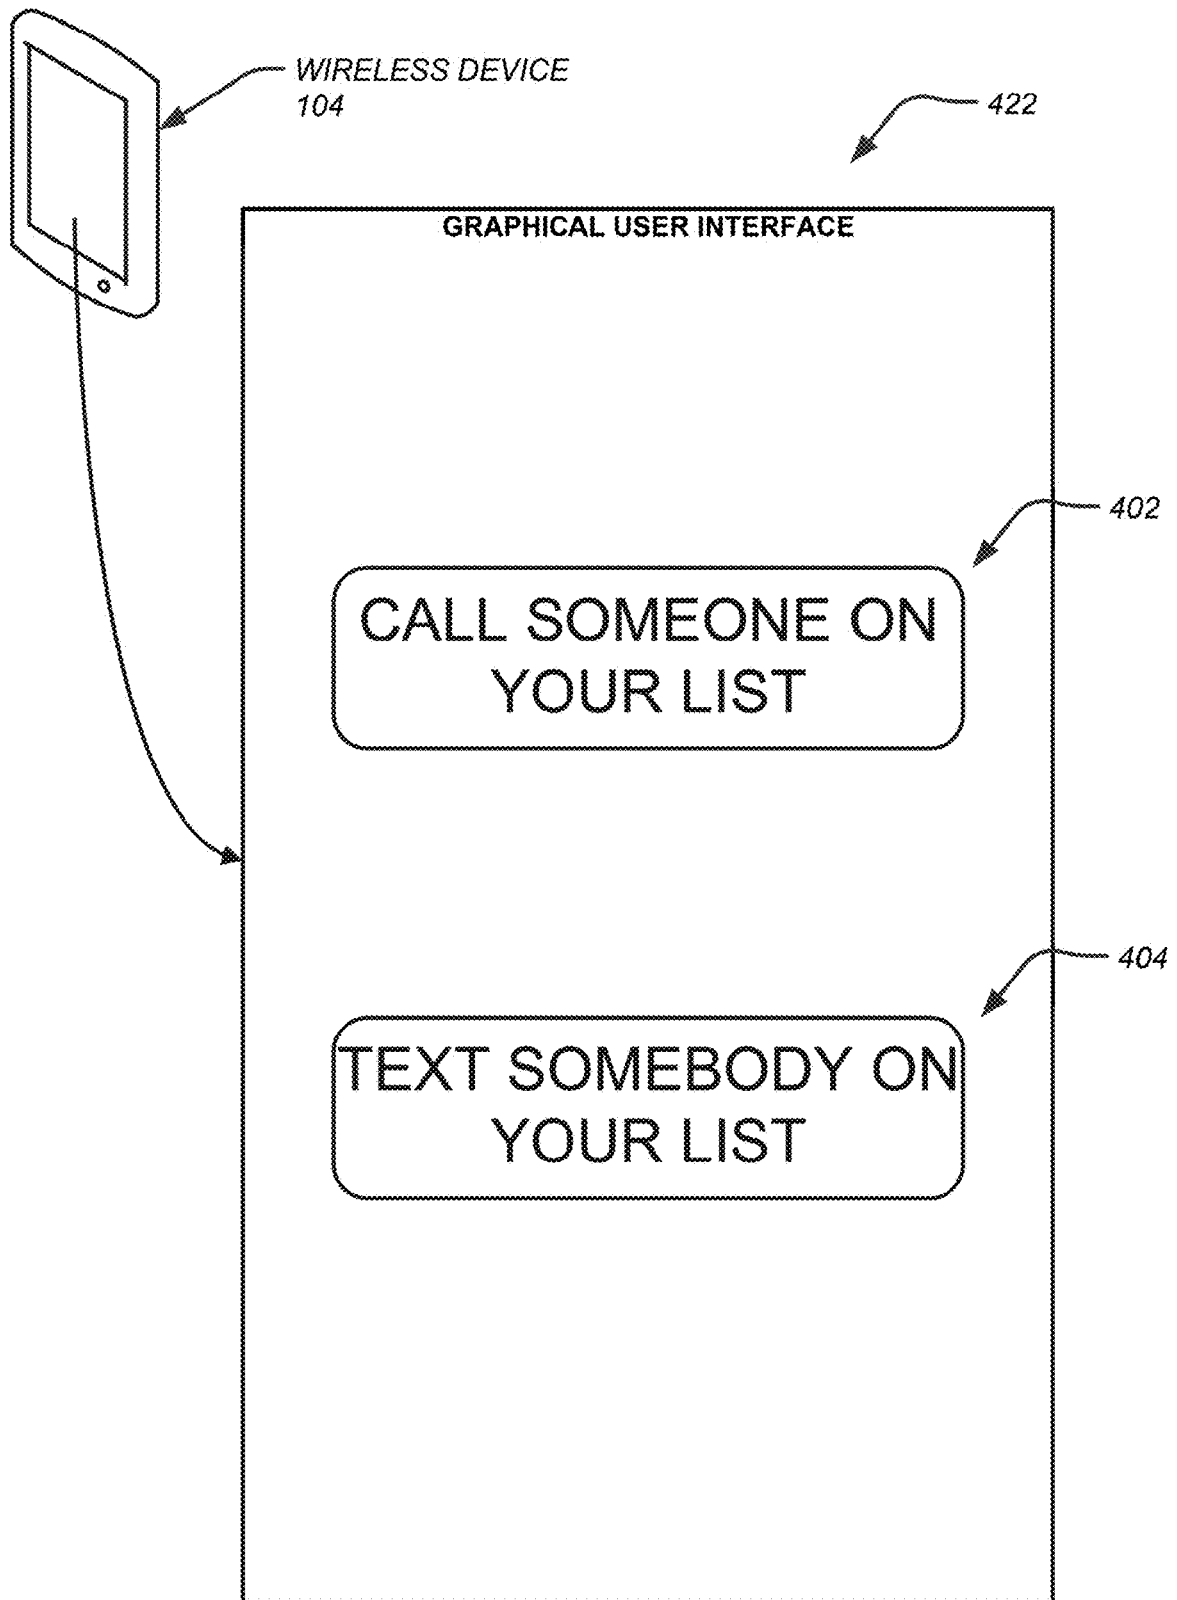 WIRELESS DEVICE
104
422
GRAPHICAL USER INTERFACE
402
CALL SOMEONE ON
YOUR LIST
404
TEXT SOMEBODY ON
YOUR LIST